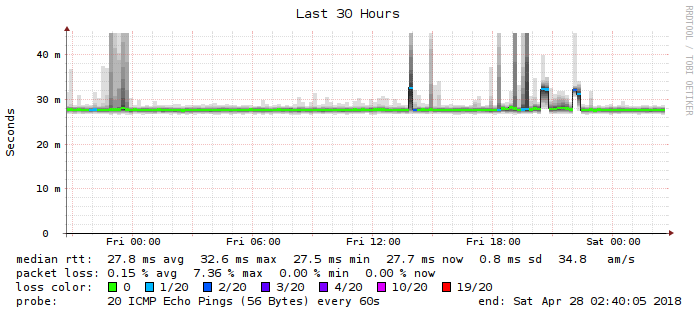 Last 30 Hours
RRDTOOL / TOBI OETIKER
Seconds
40 m
30 m
20 m
10 m
0
Fri 00:00 Fri 06:00 Fri 12:00 Fri 18:00 Sat 00:00
median rtt: 27.8 ms avg 32.6 ms max 27.5 ms min 27.7 ms now 0.8 ms sd 34.8 am/s
packet loss: 0.15 % avg 7.36 % max 0.00 % min 0.00 % now
loss color: 0 1/20 2/20 3/20 4/20 10/20 19/20
probe: 20 ICMP Echo Pings (56 Bytes) every 60s end: Sat Apr 28 02:40:05 2018